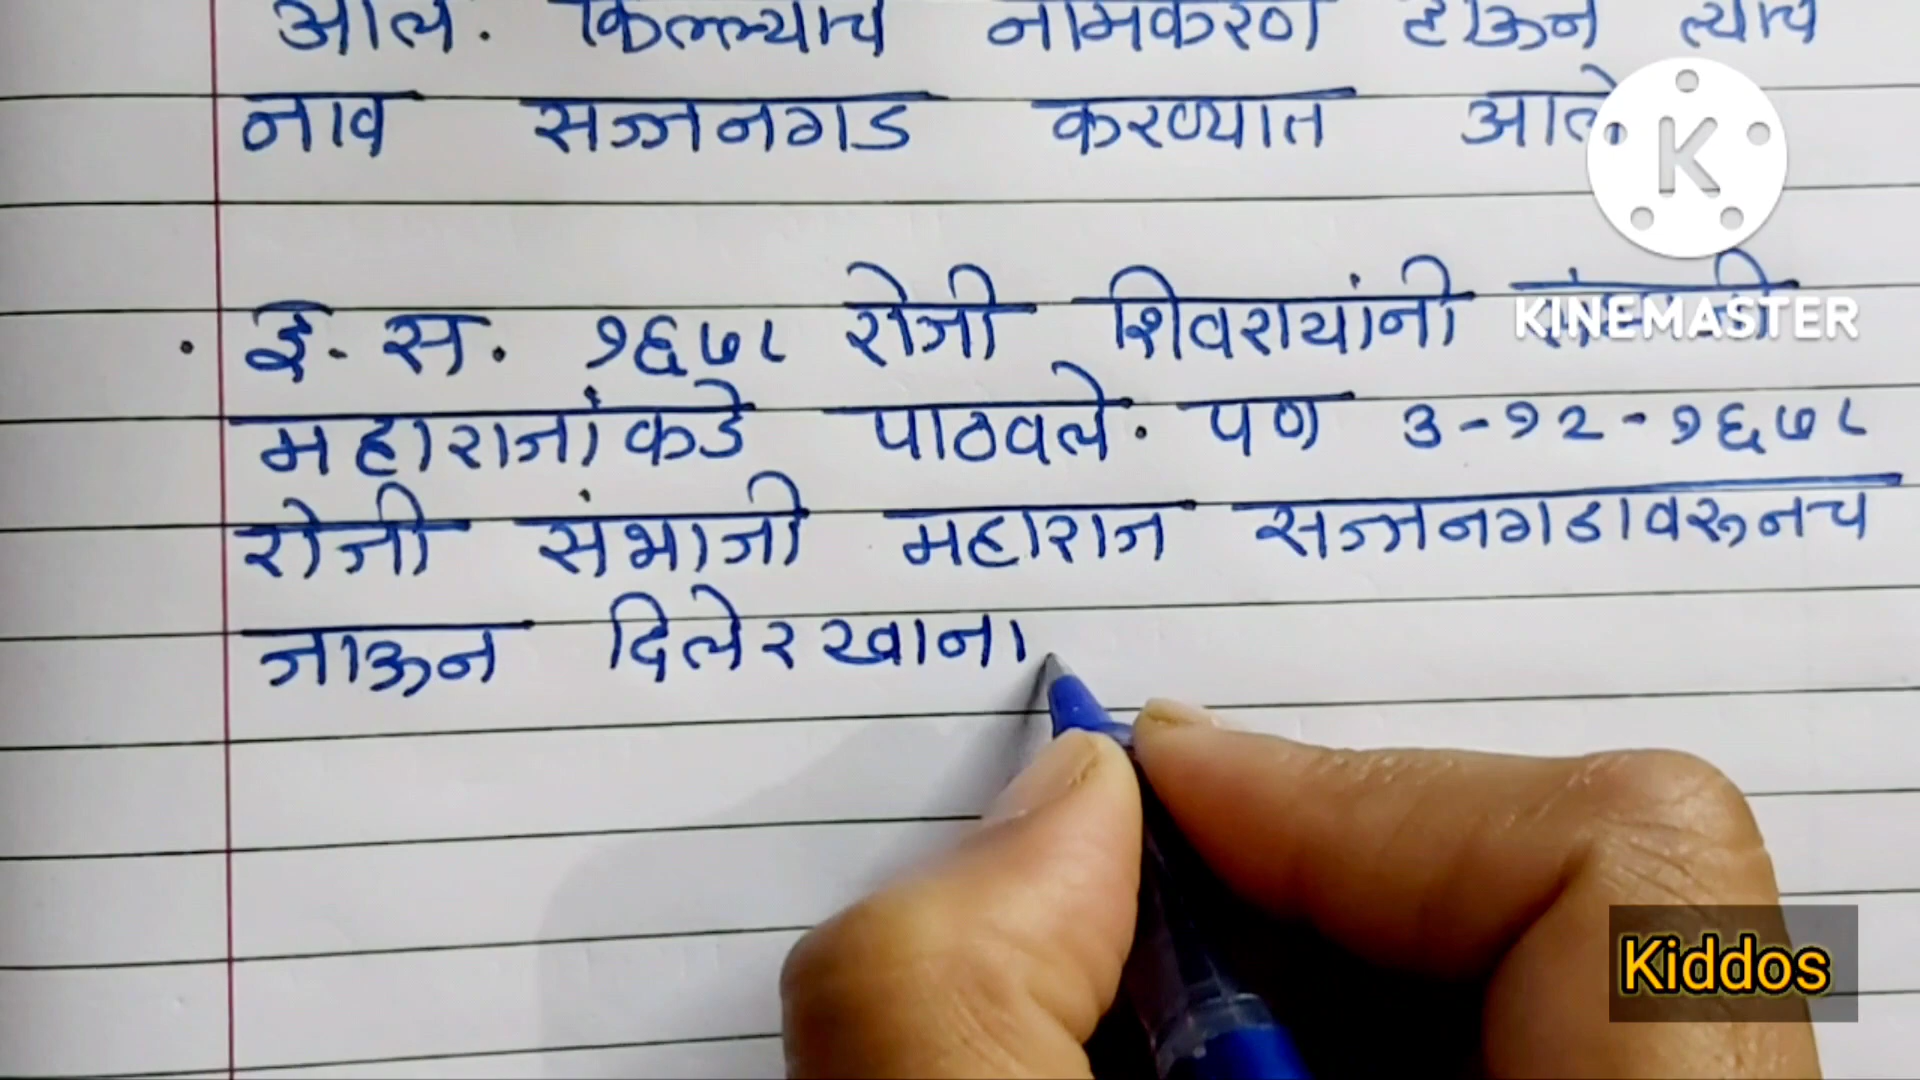 आले. किल्ल्याचे नामकरण होऊन त्याचे
नाव सज्जनगड करण्यात आले
K
KINEMASTER
. इ. स. १६७८ रोजी शिवरायांनी
महाराजांकडे पाठवले. पण ३-१२-१६७८
रोजी संभाजी महाराज सज्जनगडावरूनच
जाऊन दिलेरखाना
Kiddos